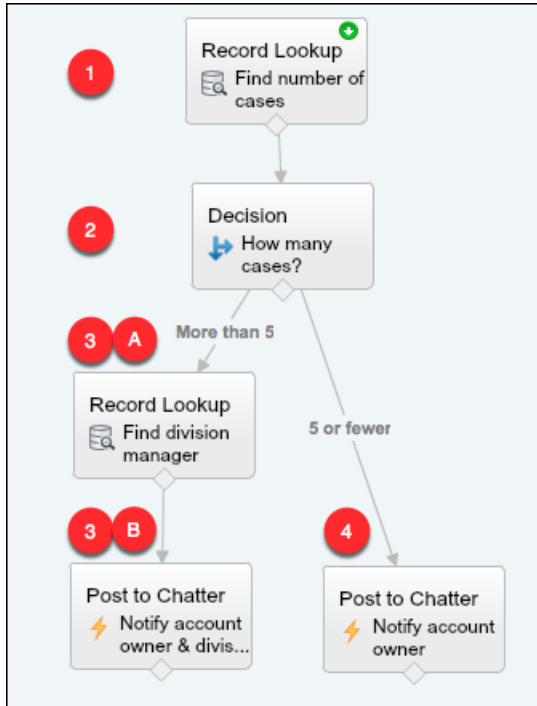 1
Record Lookup
Find number of
cases
2
Decision
How many
cases?
3 A
More than 5
Record Lookup
Find division
manager
5 or fewer
3 B
Post to Chatter
Notify account
owner & divis...
4
Post to Chatter
Notify account
owner